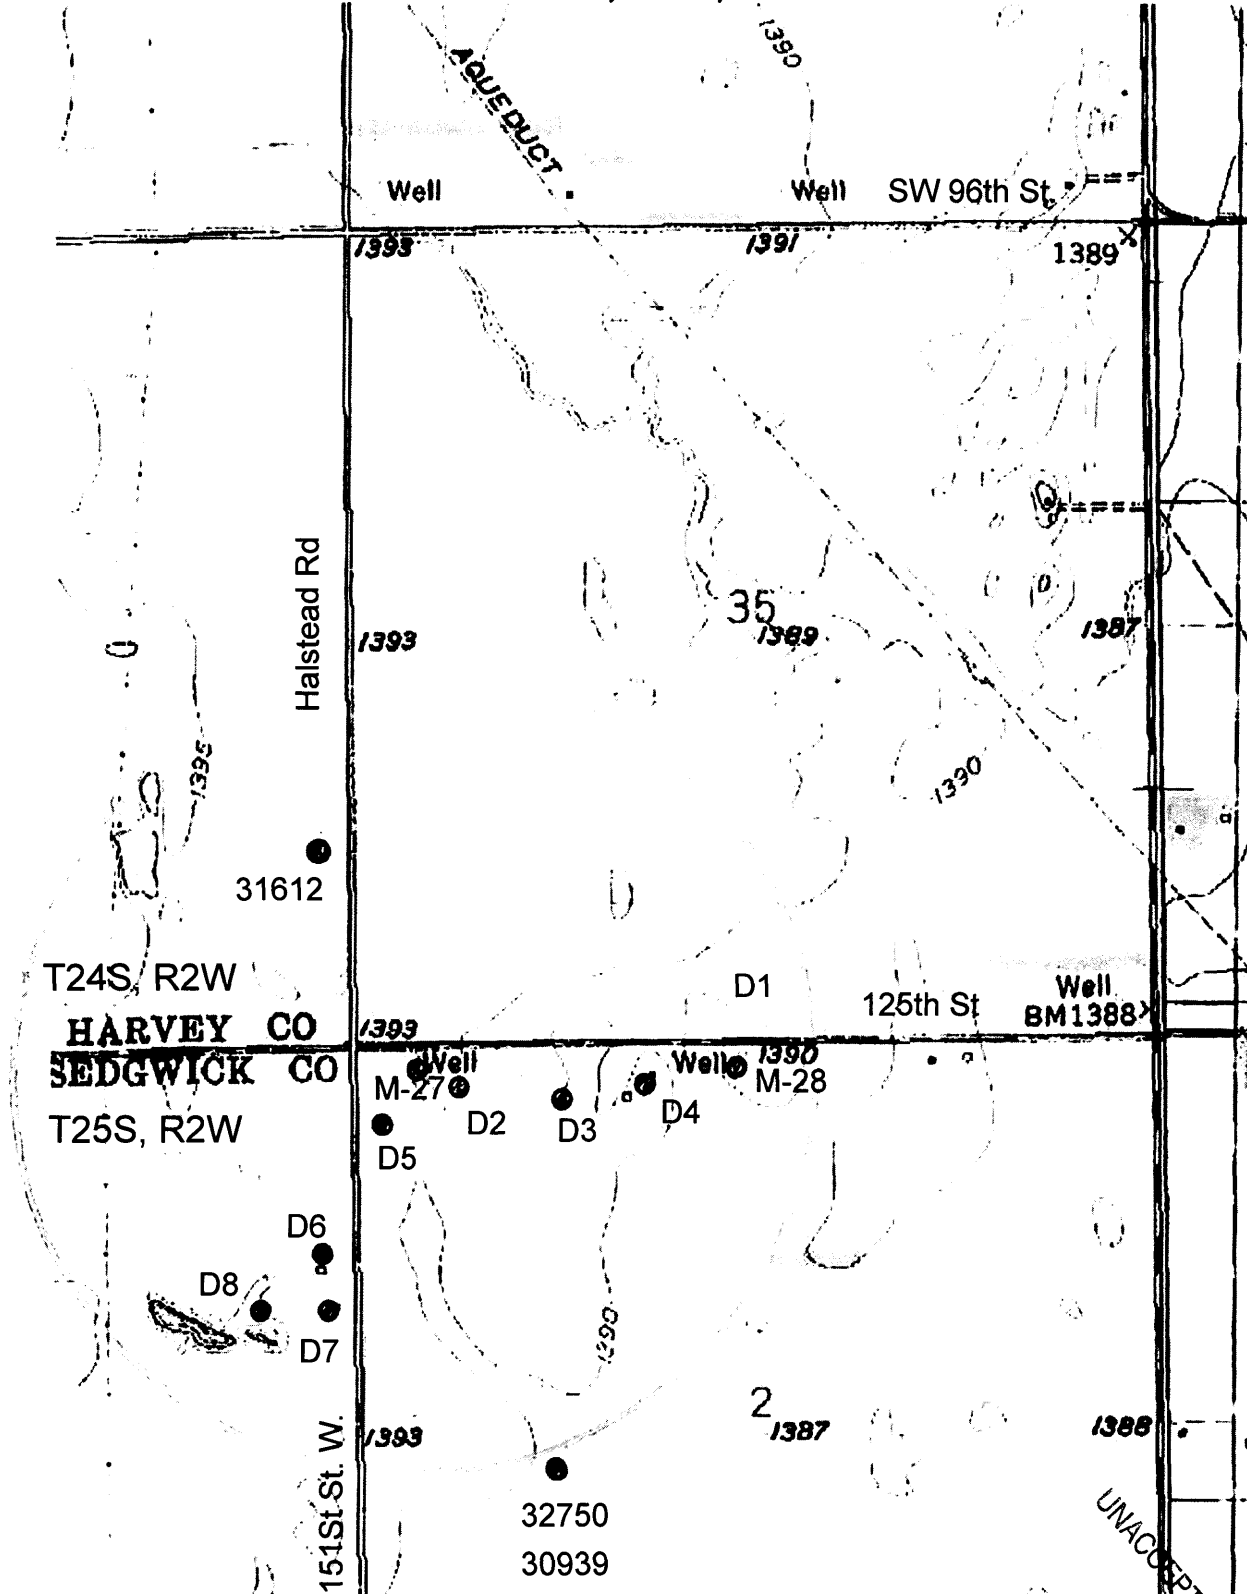 1390
AQUEDUCT
Well
Well
SW 96th St
1393
1391
1389
Halstead Rd
35
1389
1393
1387
1395
1390
31612
T24S, R2W
D1
125th St
Well
BM1388
HARVEY CO
1393
SEDGWICK CO
Well
Well
1390
M-27
M-28
D2
D3
D4
T25S, R2W
D5
D6
D8
D7
1390
2
1387
1388
1393
151St St. W.
32750
30939